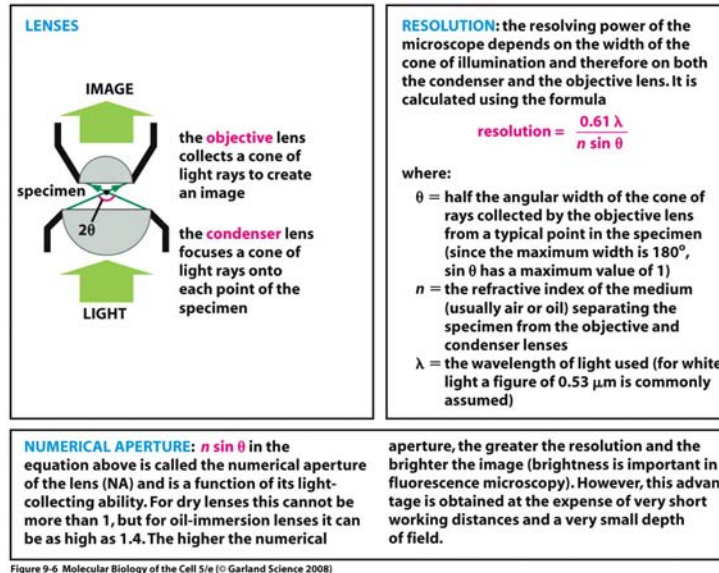 LENSES
IMAGE
specimen
2θ
LIGHT
the objective lens
collects a cone of
light rays to create
an image
the condenser lens
focuses a cone of
light rays onto
each point of the
specimen
RESOLUTION: the resolving power of the
microscope depends on the width of the
cone of illumination and therefore on both
the condenser and the objective lens. It is
calculated using the formula
resolution = 0.61 λ / n sin θ
where:
θ = half the angular width of the cone of
rays collected by the objective lens
from a typical point in the specimen
(since the maximum width is 180°,
sin θ has a maximum value of 1)
n = the refractive index of the medium
(usually air or oil) separating the
specimen from the objective and
condenser lenses
λ = the wavelength of light used (for white
light a figure of 0.53 μm is commonly
assumed)
NUMERICAL APERTURE: n sin θ in the
equation above is called the numerical aperture
of the lens (NA) and is a function of its light-
collecting ability. For dry lenses this cannot be
more than 1, but for oil-immersion lenses it can
be as high as 1.4. The higher the numerical
aperture, the greater the resolution and the
brighter the image (brightness is important in
fluorescence microscopy). However, this advan
tage is obtained at the expense of very short
working distances and a very small depth
of field.
Figure 9-6 Molecular Biology of the Cell 5/e (© Garland Science 2008)